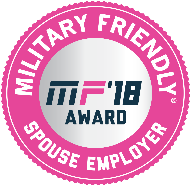 MILITARY FRIENDLY®
MF'18
AWARD
SPOUSE EMPLOYER